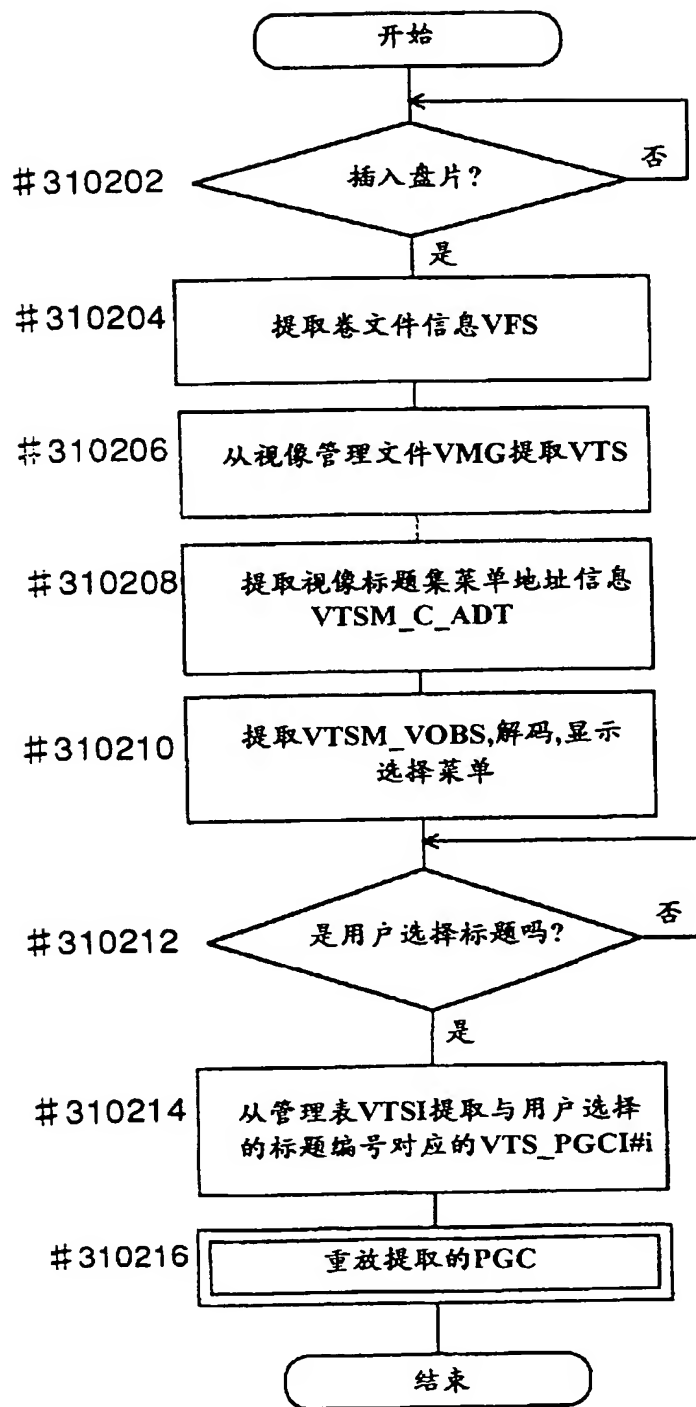 开始
#310202
插入盘片?
否
是
#310204
提取卷文件信息VFS
#310206
从视像管理文件VMG提取VTS
#310208
提取视像标题集菜单地址信息
VTSM_C_ADT
#310210
提取VTSM_VOBS,解码,显示
选择菜单
#310212
是用户选择标题吗?
否
是
#310214
从管理表VTSI提取与用户选择
的标题编号对应的VTS_PGCI#i
#310216
重放提取的PGC
结束